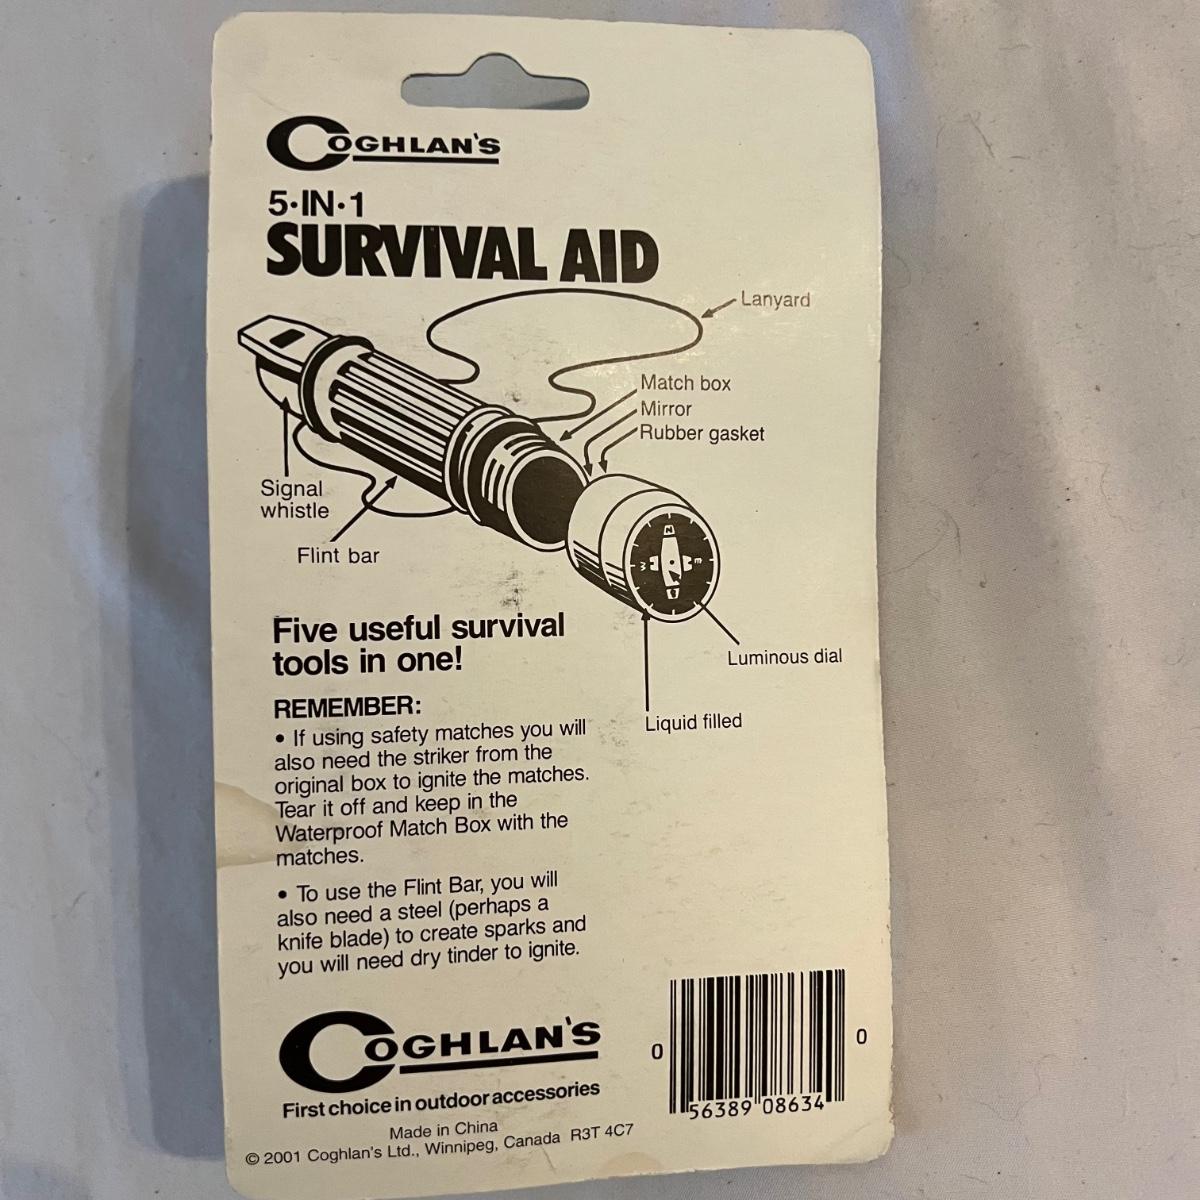 COGHLAN'S
5·IN·1
SURVIVAL AID
Lanyard
Match box
Mirror
Rubber gasket
Signal
whistle
Flint bar
N
W
E
S
Luminous dial
Liquid filled
Five useful survival
tools in one!
REMEMBER:
• If using safety matches you will
also need the striker from the
original box to ignite the matches.
Tear it off and keep in the
Waterproof Match Box with the
matches.
• To use the Flint Bar, you will
also need a steel (perhaps a
knife blade) to create sparks and
you will need dry tinder to ignite.
COGHLAN'S
First choice in outdoor accessories
Made in China
© 2001 Coghlan's Ltd., Winnipeg, Canada R3T 4C7
0 56389 08634 0